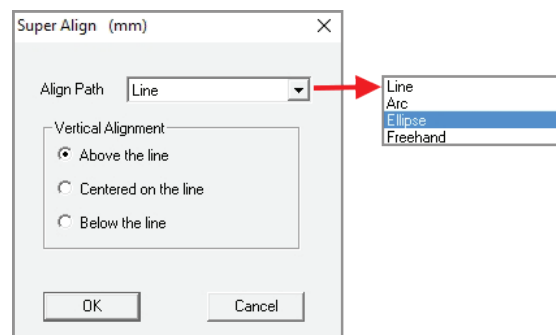 Super Align (mm)
Align Path Line
Vertical Alignment
Above the line
Centered on the line
Below the line
OK Cancel
Line
Arc
Ellipse
Freehand